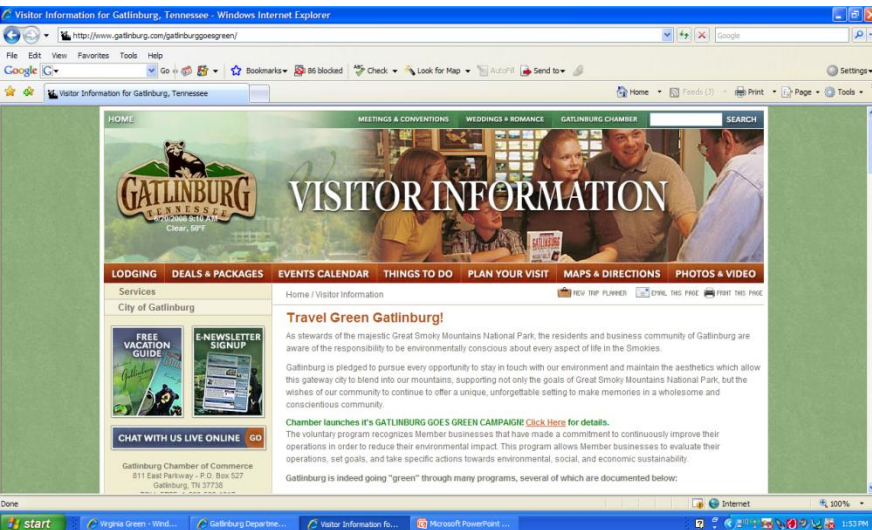 Visitor Information for Gatlinburg, Tennessee - Windows Internet Explorer
http://www.gatlinburg.com/gatlinburggoesgreen/
Google
File Edit View Favorites Tools Help
Google G Go Bookmarks 86 blocked Check Look for Map AutoFill Send to Settings
Visitor Information for Gatlinburg, Tennessee
Home Feeds (J) Print Page Tools
HOME MEETINGS & CONVENTIONS WEDDINGS & ROMANCE GATLINBURG CHAMBER SEARCH
GATLINBURG
TENNESSEE
6/20/2008 9:10 AM
Clear, 50°F
VISITOR INFORMATION
GATLINBURG
LODGING DEALS & PACKAGES EVENTS CALENDAR THINGS TO DO PLAN YOUR VISIT MAPS & DIRECTIONS PHOTOS & VIDEO
Services
City of Gatlinburg
FREE VACATION GUIDE
Gatlinburg
E-NEWSLETTER SIGNUP
CHAT WITH US LIVE ONLINE GO
Gatlinburg Chamber of Commerce
811 East Parkway - P.O. Box 527
Gatlinburg, TN 37738
Home / Visitor Information
NEW TRIP PLANNER EMAIL THIS PAGE PRINT THIS PAGE
Travel Green Gatlinburg!
As stewards of the majestic Great Smoky Mountains National Park, the residents and business community of Gatlinburg are
aware of the responsibility to be environmentally conscious about every aspect of life in the Smokies.
Gatlinburg is pledged to pursue every opportunity to stay in touch with our environment and maintain the aesthetics which allow
this gateway city to blend into our mountains, supporting not only the goals of Great Smoky Mountains National Park, but the
wishes of our community to continue to offer a unique, unforgettable setting to make memories in a wholesome and
conscientious community.
Chamber launches it's GATLINBURG GOES GREEN CAMPAIGN! Click Here for details.
The voluntary program recognizes Member businesses that have made a commitment to continuously improve their
operations in order to reduce their environmental impact. This program allows Member businesses to evaluate their
operations, set goals, and take specific actions towards environmental, social, and economic sustainability.
Gatlinburg is indeed going "green" through many programs, several of which are documented below:
Done Internet 100%
start Virginia Green - Wind... Gatlinburg Departme... Visitor Information fo... Microsoft PowerPoint ... 1:53 PM